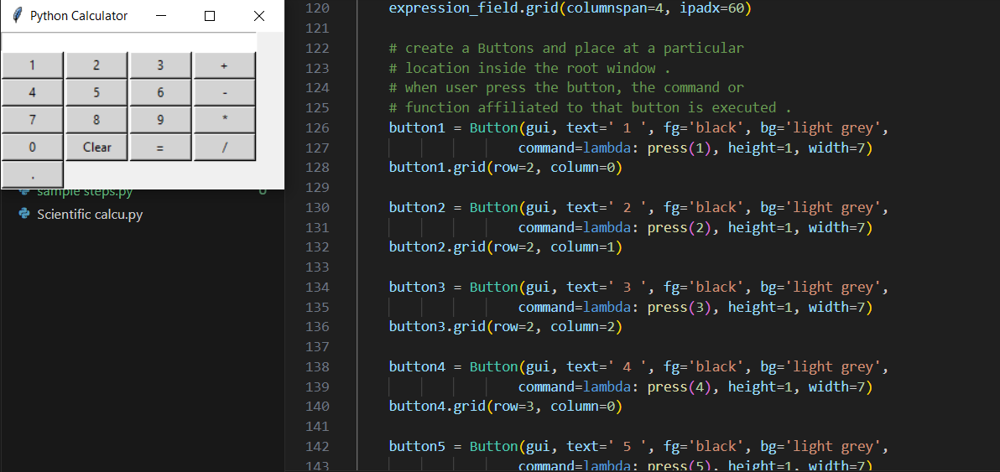 Python Calculator
1 2 3 +
4 5 6 -
7 8 9 *
0 Clear = /
.
sample steps.py
Scientific calcu.py
120 expression_field.grid(columnspan=4, ipadx=60)
121
122 # create a Buttons and place at a particular
123 # location inside the root window .
124 # when user press the button, the command or
125 # function affiliated to that button is executed .
126 button1 = Button(gui, text=' 1 ', fg='black', bg='light grey',
127 command=lambda: press(1), height=1, width=7)
128 button1.grid(row=2, column=0)
129
130 button2 = Button(gui, text=' 2 ', fg='black', bg='light grey',
131 command=lambda: press(2), height=1, width=7)
132 button2.grid(row=2, column=1)
133
134 button3 = Button(gui, text=' 3 ', fg='black', bg='light grey',
135 command=lambda: press(3), height=1, width=7)
136 button3.grid(row=2, column=2)
137
138 button4 = Button(gui, text=' 4 ', fg='black', bg='light grey',
139 command=lambda: press(4), height=1, width=7)
140 button4.grid(row=3, column=0)
141
142 button5 = Button(gui, text=' 5 ', fg='black', bg='light grey',
143 command=lambda: press(5), height=1, width=7)